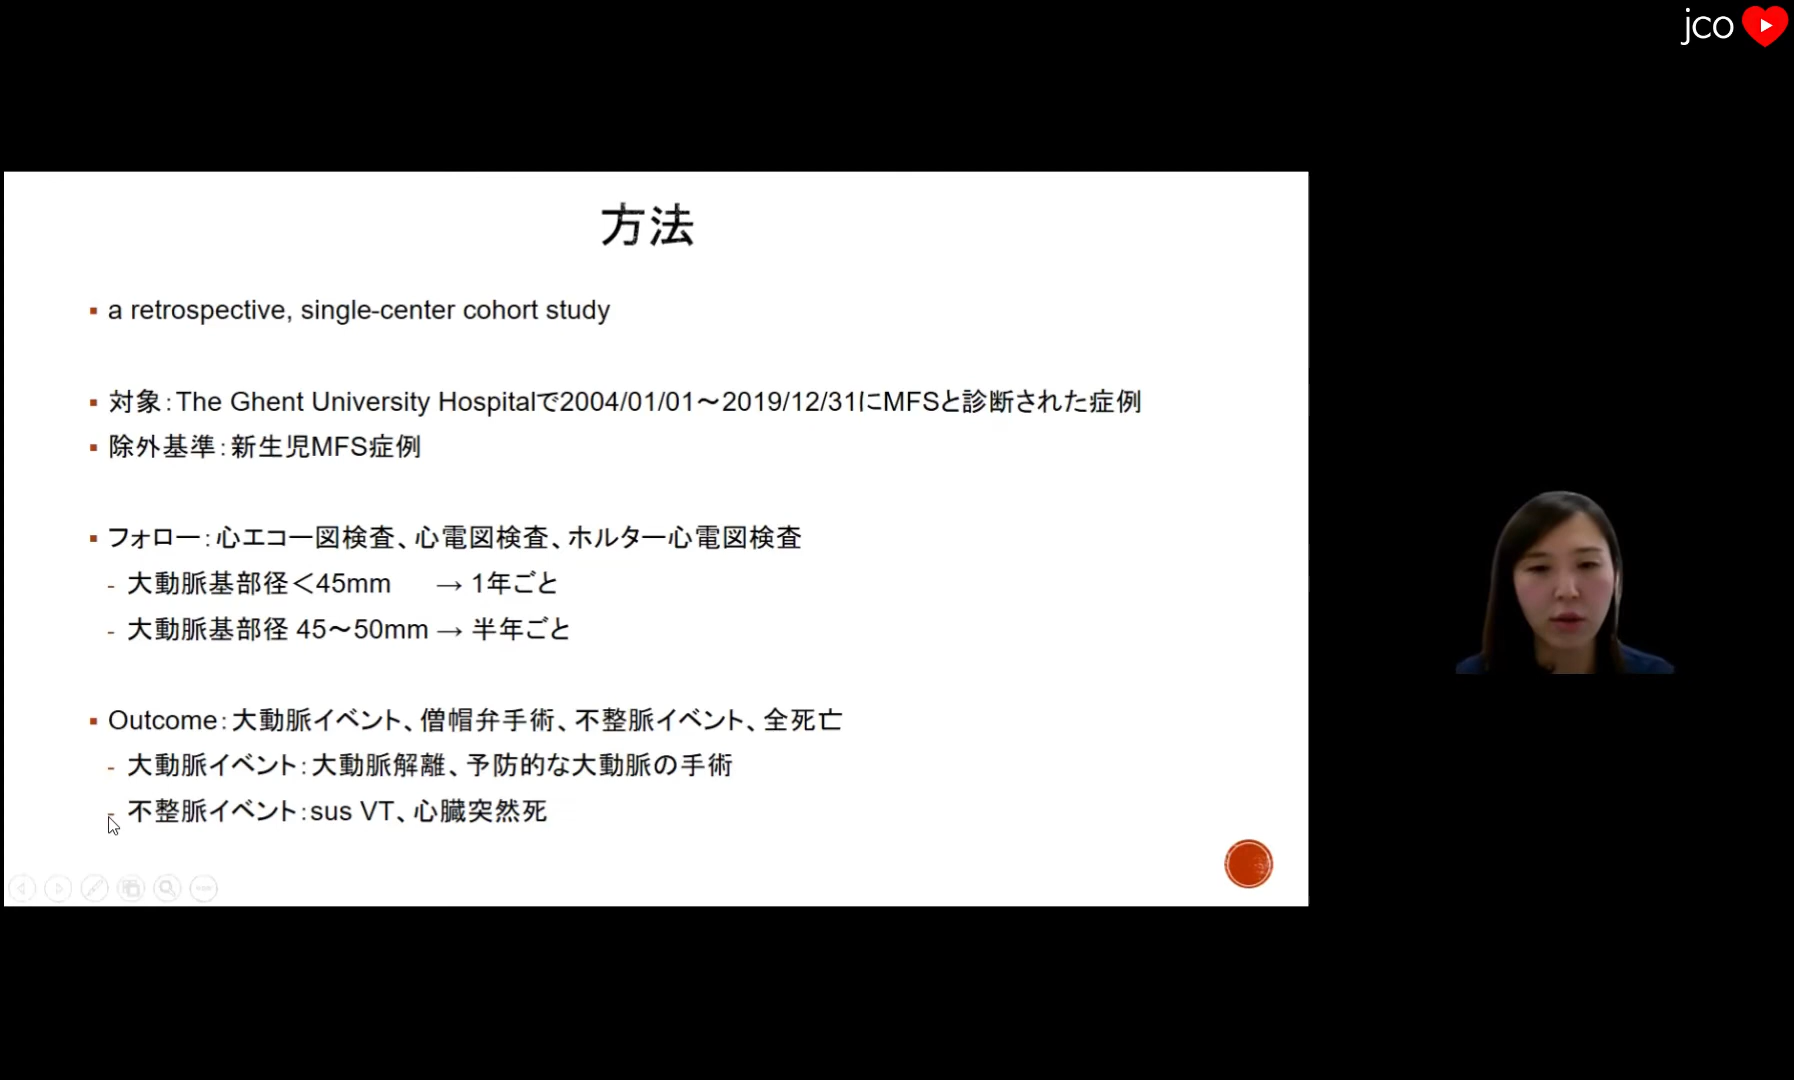 jco
方法
▪ a retrospective, single-center cohort study
▪ 対象：The Ghent University Hospitalで2004/01/01～2019/12/31にMFSと診断された症例
▪ 除外基準：新生児MFS症例
▪ フォロー：心エコー図検査、心電図検査、ホルター心電図検査
- 大動脈基部径＜45mm → 1年ごと
- 大動脈基部径 45～50mm → 半年ごと
▪ Outcome：大動脈イベント、僧帽弁手術、不整脈イベント、全死亡
- 大動脈イベント：大動脈解離、予防的な大動脈の手術
- 不整脈イベント：sus VT、心臓突然死